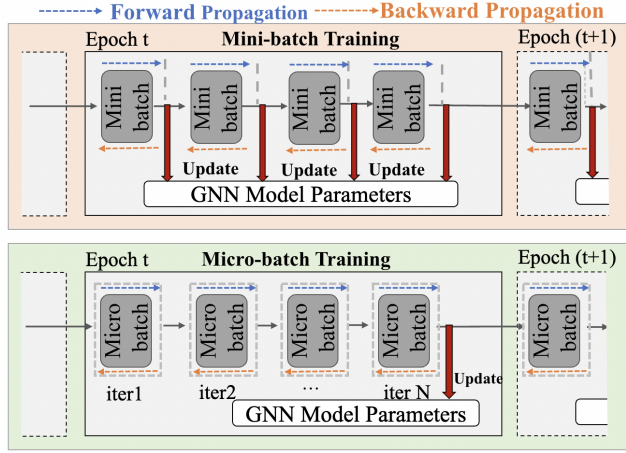 Forward Propagation
Backward Propagation
Epoch t
Mini-batch Training
Epoch (t+1)
Mini
batch
Mini
batch
Mini
batch
Mini
batch
Mini
batch
Update
Update
Update
GNN Model Parameters
Epoch t
Micro-batch Training
Epoch (t+1)
Micro
batch
Micro
batch
Micro
batch
Micro
batch
Micro
batch
iter1
iter2
...
iter N
Update
GNN Model Parameters